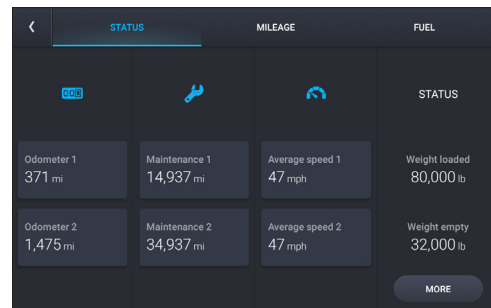 STATUS MILEAGE FUEL
000 STATUS
Odometer 1 Maintenance 1 Average speed 1 Weight loaded
371 mi 14,937 mi 47 mph 80,000 lb
Odometer 2 Maintenance 2 Average speed 2 Weight empty
1,475 mi 34,937 mi 47 mph 32,000 lb
MORE